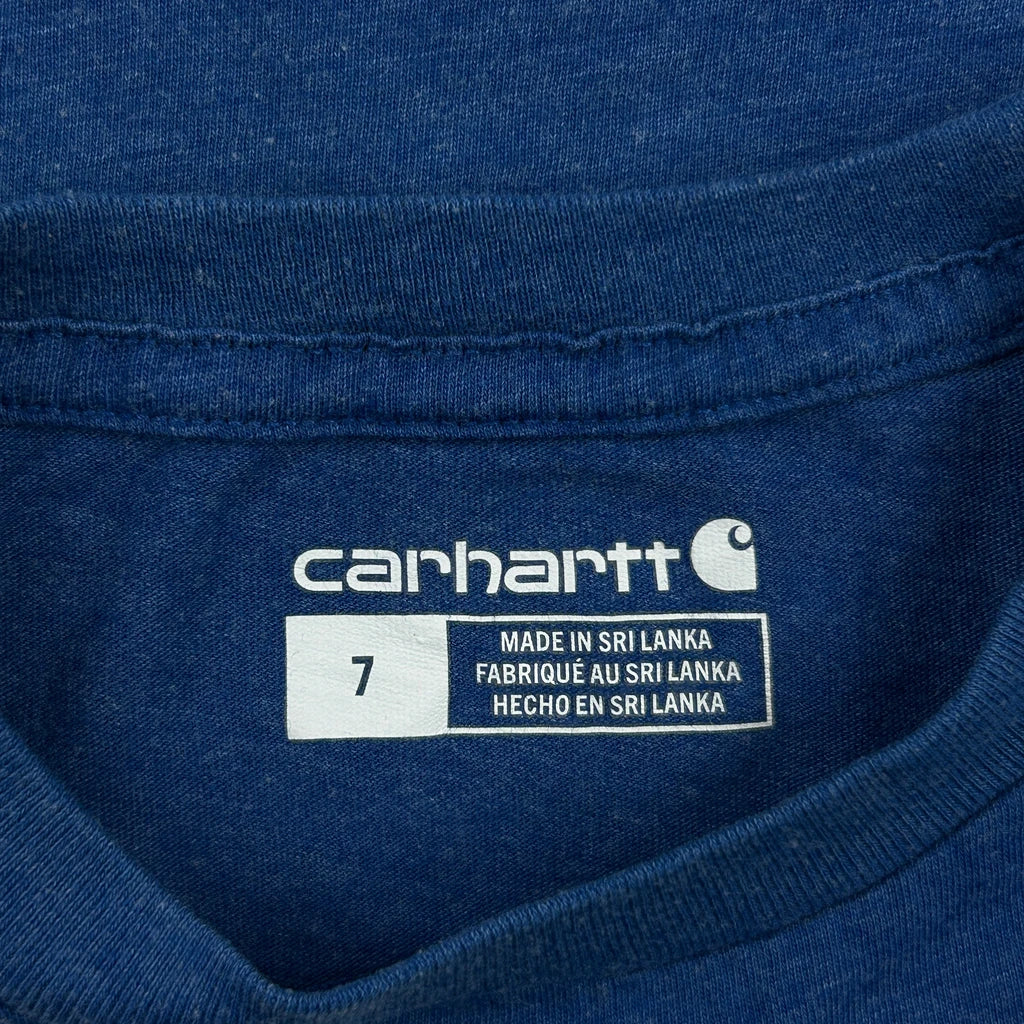 carhartt
7
MADE IN SRI LANKA
FABRIQUÉ AU SRI LANKA
HECHO EN SRI LANKA